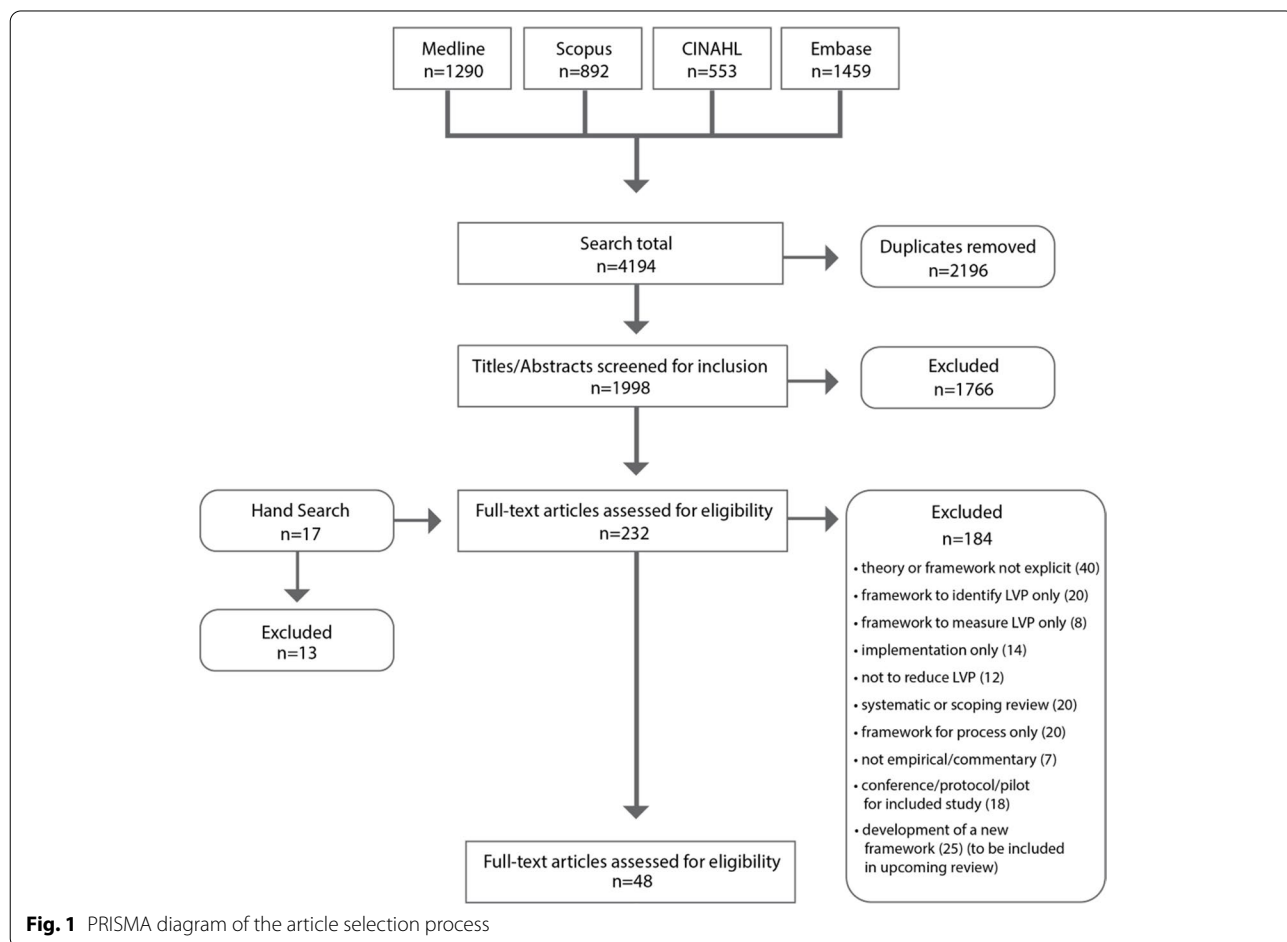 Medline
n=1290
Scopus
n=892
CINAHL
n=553
Embase
n=1459
Search total
n=4194
Duplicates removed
n=2196
Titles/Abstracts screened for inclusion
n=1998
Excluded
n=1766
Hand Search
n=17
Full-text articles assessed for eligibility
n=232
Excluded
n=184
• theory or framework not explicit (40)
• framework to identify LVP only (20)
• framework to measure LVP only (8)
• implementation only (14)
• not to reduce LVP (12)
• systematic or scoping review (20)
• framework for process only (20)
• not empirical/commentary (7)
• conference/protocol/pilot
for included study (18)
• development of a new
framework (25) (to be included
in upcoming review)
Excluded
n=13
Full-text articles assessed for eligibility
n=48
Fig. 1 PRISMA diagram of the article selection process